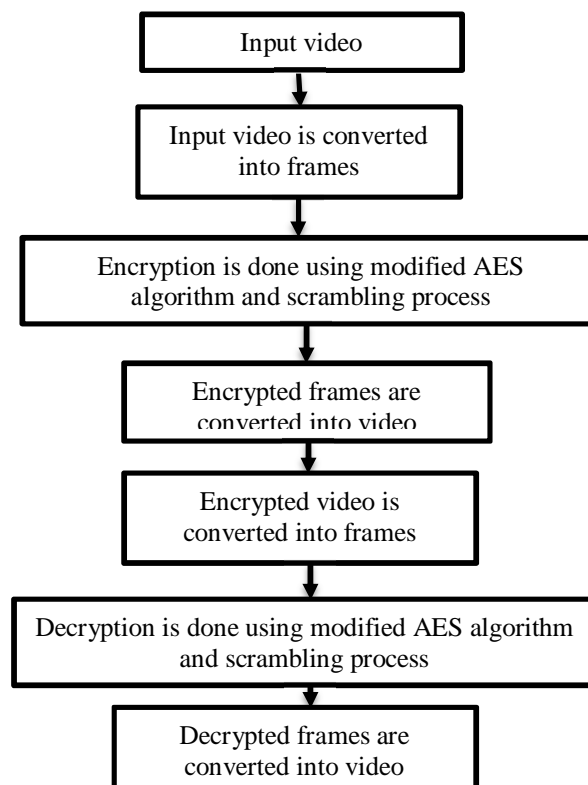 Input video
Input video is converted
into frames
Encryption is done using modified AES
algorithm and scrambling process
Encrypted frames are
converted into video
Encrypted video is
converted into frames
Decryption is done using modified AES algorithm
and scrambling process
Decrypted frames are
converted into video